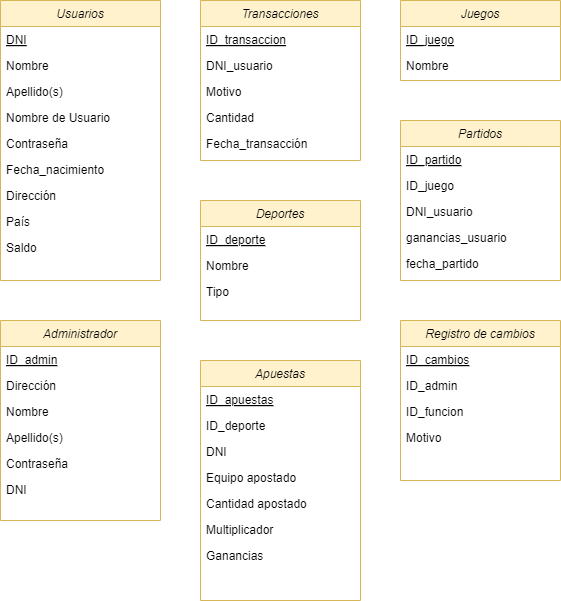 Usuarios
DNI
Nombre
Apellido(s)
Nombre de Usuario
Contraseña
Fecha_nacimiento
Dirección
País
Saldo
Transacciones
ID_transaccion
DNI_usuario
Motivo
Cantidad
Fecha_transacción
Juegos
ID_juego
Nombre
Partidos
ID_partido
ID_juego
DNI_usuario
ganancias_usuario
fecha_partido
Deportes
ID_deporte
Nombre
Tipo
Administrador
ID_admin
Dirección
Nombre
Apellido(s)
Contraseña
DNI
Apuestas
ID_apuestas
ID_deporte
DNI
Equipo apostado
Cantidad apostado
Multiplicador
Ganancias
Registro de cambios
ID_cambios
ID_admin
ID_funcion
Motivo